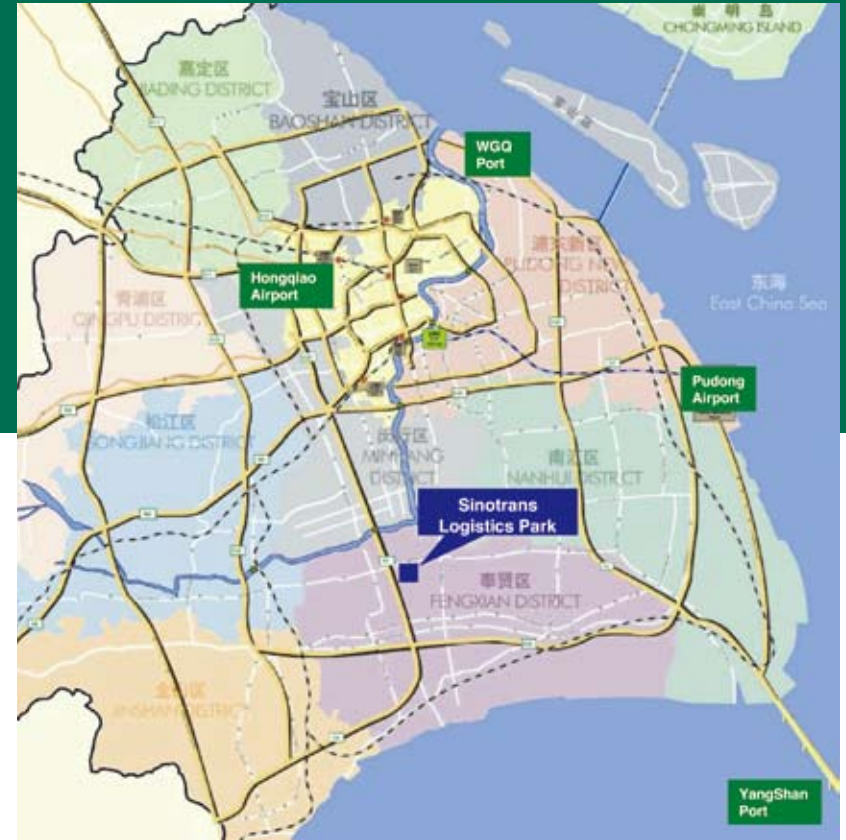 崇明岛
CHONGMING ISLAND
嘉定区
JIADING DISTRICT
宝山区
BAOSHAN DISTRICT
WGQ
Port
浦东新区
PUDONG NEW
DISTRICT
Hongqiao
Airport
东海
East China Sea
青浦区
QINGPU DISTRICT
Pudong
Airport
松江区
SONGJIANG DISTRICT
闵行区
MINHANG
DISTRICT
南汇区
NANHUI DISTRICT
Sinotrans
Logistics Park
奉贤区
FENGXIAN DISTRICT
金山区
JINSHAN DISTRICT
YangShan
Port